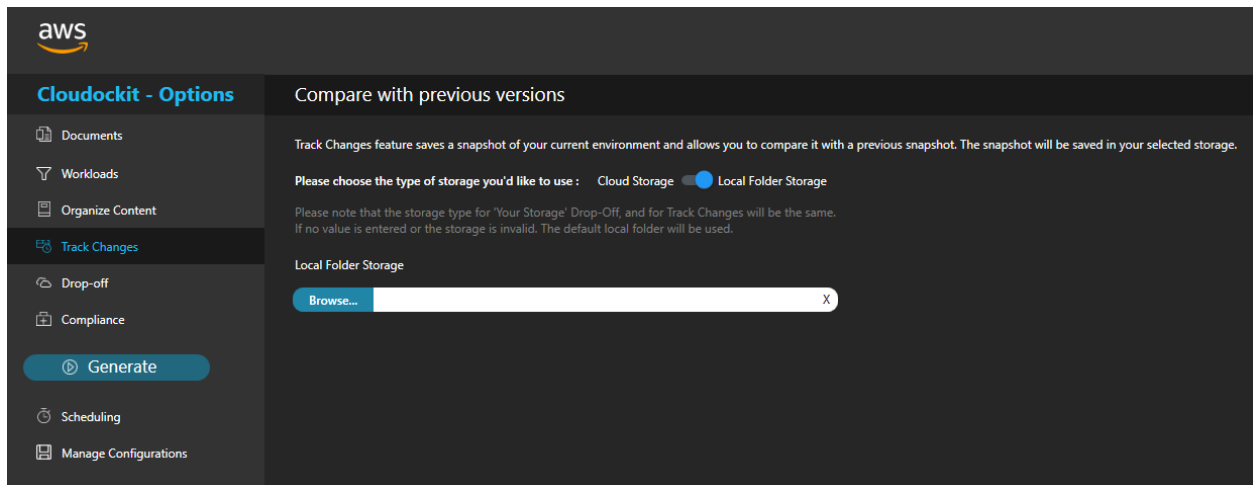 aws
Cloudockit - Options
Compare with previous versions
Documents
Workloads
Organize Content
Track Changes
Drop-off
Compliance
Generate
Scheduling
Manage Configurations
Track Changes feature saves a snapshot of your current environment and allows you to compare it with a previous snapshot. The snapshot will be saved in your selected storage.
Please choose the type of storage you'd like to use : Cloud Storage Local Folder Storage
Please note that the storage type for 'Your Storage' Drop-Off, and for Track Changes will be the same.
If no value is entered or the storage is invalid. The default local folder will be used.
Local Folder Storage
Browse... X